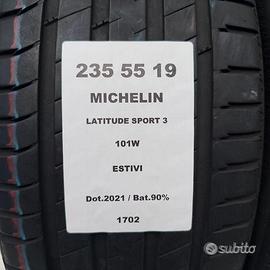 235 55 19
MICHELIN
LATITUDE SPORT 3
101W
ESTIVI
Dot.2021 / Bat.90%
1702
subito